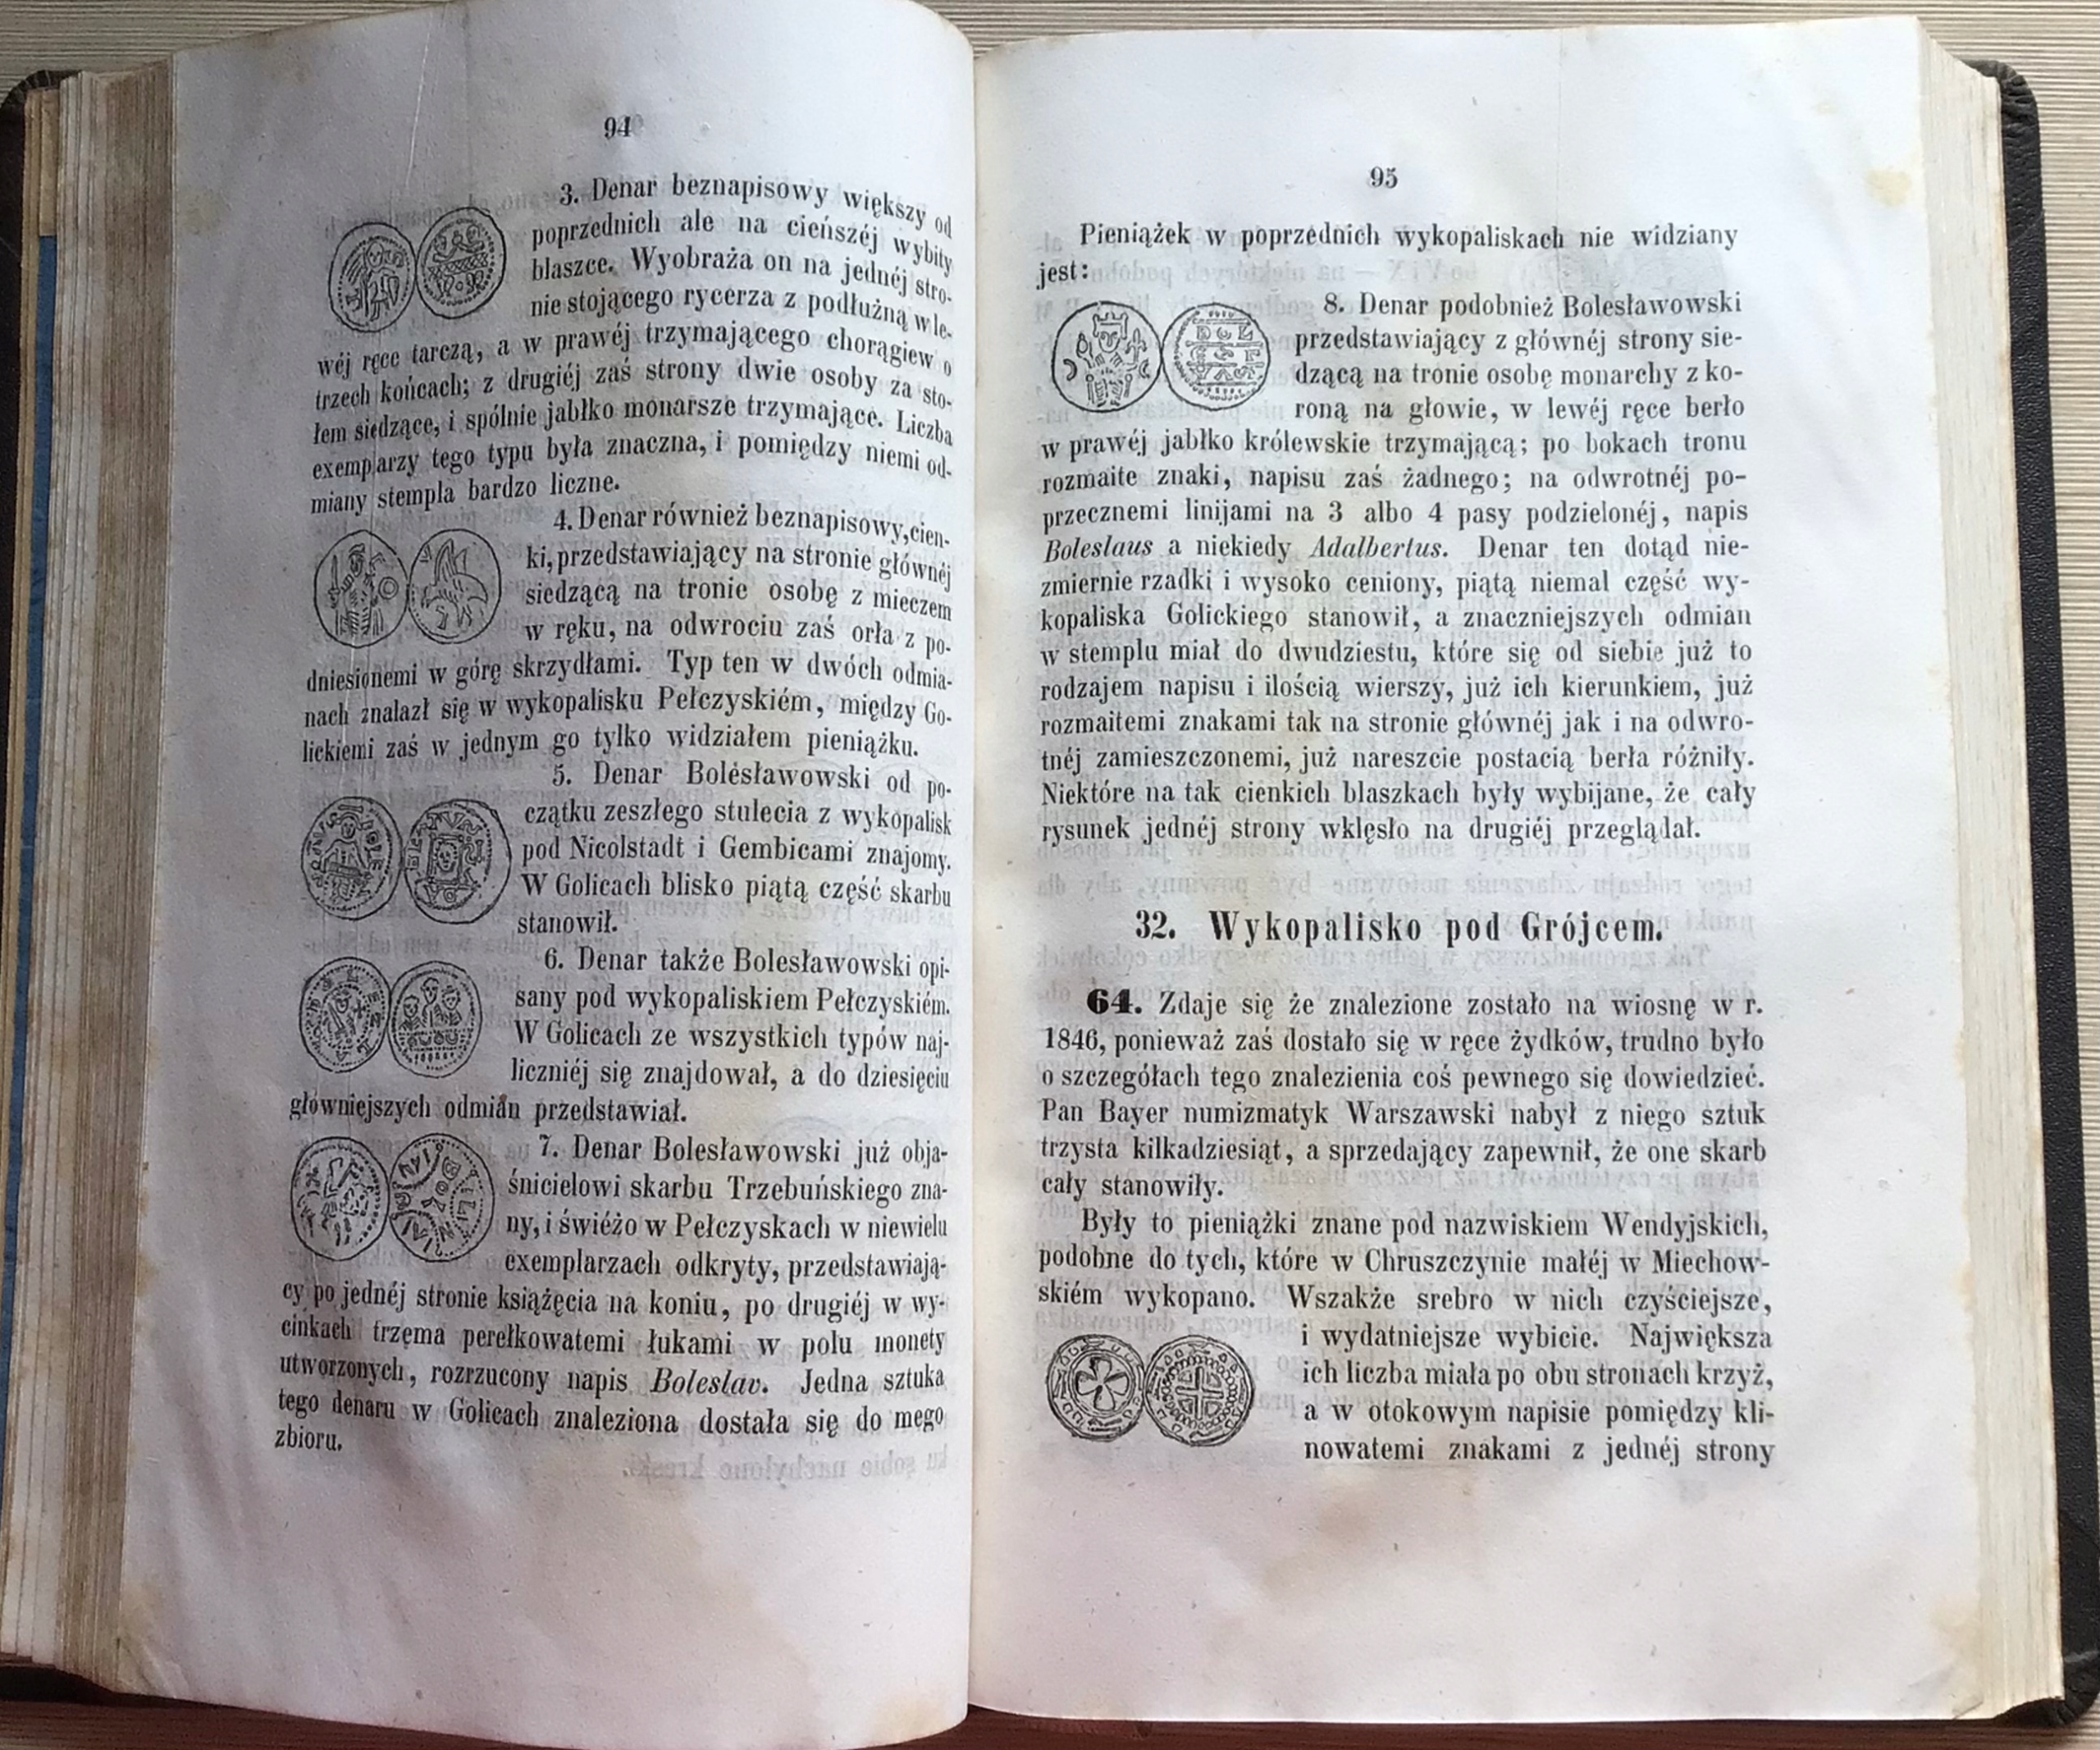 94
3. Denar beznapisowy większy od
poprzednich ale na cieńszéj wybity
blaszce. Wyobraża on na jednéj stro-
nie stojącego rycerza z podłużną w le-
wéj ręce tarczą, a w prawéj trzymającego chorągiew o
trzech końcach; z drugiéj zaś strony dwie osoby za sto-
łem siedzące, i spólnie jabłko monarsze trzymające. Liczba
exemplarzy tego typu była znaczna, i pomiędzy niemi od-
miany stempla bardzo liczne.
4. Denar również beznapisowy, cien-
ki, przedstawiający na stronie głównéj
siedzącą na tronie osobę z mieczem
w ręku, na odwrociu zaś orła z po-
dniesionemi w górę skrzydłami. Typ ten w dwóch odmia-
nach znalazł się w wykopalisku Pełczyskiém, między Go-
lickiemi zaś w jednym go tylko widziałem pieniążku.
5. Denar Bolesławowski od po-
czątku zeszłego stulecia z wykopalisk
pod Nicolstadt i Gembicami znajomy.
W Golicach blisko piątą część skarbu
stanowił.
6. Denar także Bolesławowski opi-
sany pod wykopaliskiem Pełczyskiém.
W Golicach ze wszystkich typów naj-
liczniéj się znajdował, a do dziesięciu
główniejszych odmian przedstawiał.
7. Denar Bolesławowski już obja-
śnicielowi skarbu Trzebuńskiego zna-
ny, i świéżo w Pełczyskach w niewielu
exemplarzach odkryty, przedstawiają-
cy po jednéj stronie książęcia na koniu, po drugiéj w wy-
cinkach trzema perełkowatemi łukami w polu monety
utworzonych, rozrzucony napis Boleslav. Jedna sztuka
tego denaru w Golicach znaleziona dostała się do mego
zbioru.
95
Pieniążek w poprzednich wykopaliskach nie widziany
jest:
8. Denar podobnież Bolesławowski
przedstawiający z głównéj strony sie-
dzącą na tronie osobę monarchy z ko-
roną na głowie, w lewéj ręce berło
w prawéj jabłko królewskie trzymającą; po bokach tronu
rozmaite znaki, napisu zaś żadnego; na odwrotnéj po-
przecznemi linijami na 3 albo 4 pasy podzielonéj, napis
Boleslaus a niekiedy Adalbertus. Denar ten dotąd nie-
zmiernie rzadki i wysoko ceniony, piątą niemal część wy-
kopaliska Golickiego stanowił, a znaczniejszych odmian
w stemplu miał do dwudziestu, które się od siebie już to
rodzajem napisu i ilością wierszy, już ich kierunkiem, już
rozmaitemi znakami tak na stronie głównéj jak i na odwro-
tnéj zamieszczonemi, już nareszcie postacią berła różniły.
Niektóre na tak cienkich blaszkach były wybijane, że cały
rysunek jednéj strony wklęsło na drugiéj przeglądał.
32. Wykopalisko pod Grójcem.
64. Zdaje się że znalezione zostało na wiosnę w r.
1846, ponieważ zaś dostało się w ręce żydków, trudno było
o szczegółach tego znalezienia coś pewnego się dowiedzieć.
Pan Bayer numizmatyk Warszawski nabył z niego sztuk
trzysta kilkadziesiąt, a sprzedający zapewnił, że one skarb
cały stanowiły.
Były to pieniążki znane pod nazwiskiem Wendyjskich,
podobne do tych, które w Chruszczynie małéj w Miechow-
skiém wykopano. Wszakże srebro w nich czyściejsze,
i wydatniejsze wybicie. Największa
ich liczba miała po obu stronach krzyż,
a w otokowym napisie pomiędzy kli-
nowatemi znakami z jednéj strony